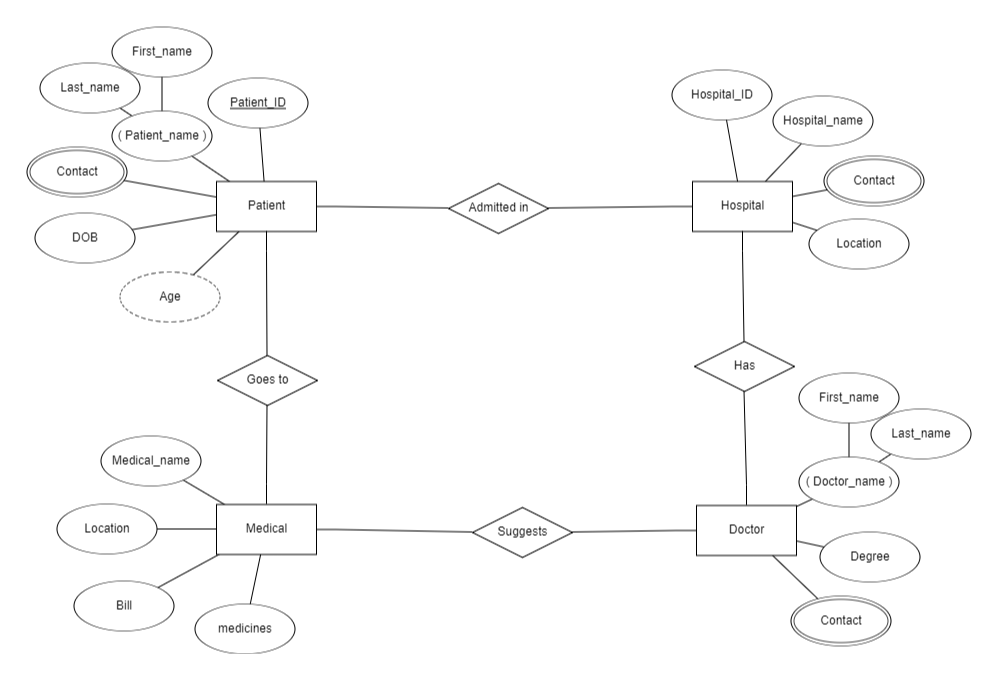 First_name
Last_name
Patient_ID
( Patient_name )
Contact
DOB
Age
Patient
Admitted in
Hospital_ID
Hospital_name
Contact
Location
Hospital
Goes to
Has
Medical_name
Location
Bill
medicines
Medical
Suggests
First_name
Last_name
( Doctor_name )
Doctor
Degree
Contact